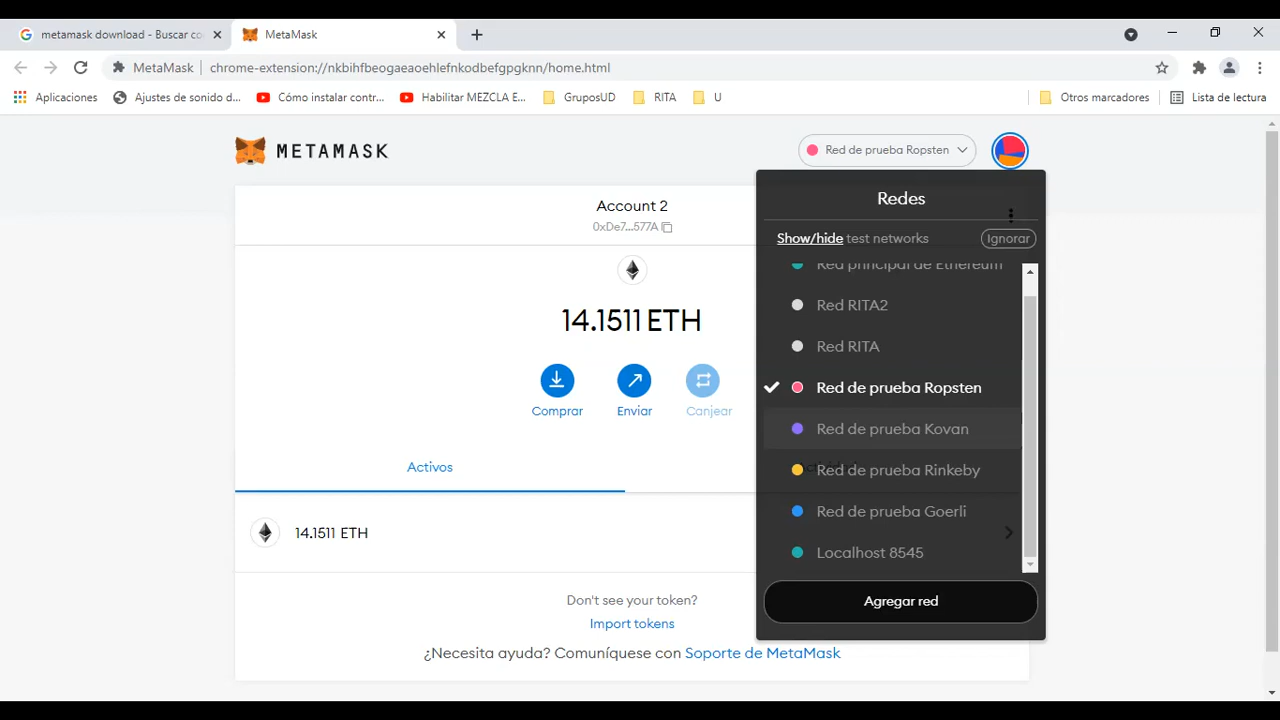 metamask download - Buscar co
MetaMask
MetaMask
chrome-extension://nkbihfbeogaeaoehlefnkodbefgpgknn/home.html
Aplicaciones
Ajustes de sonido d...
Cómo instalar contr...
Habilitar MEZCLA E...
GruposUD
RITA
U
Otros marcadores
Lista de lectura
METAMASK
Red de prueba Ropsten
Account 2
0xDe7...577A
14.1511 ETH
Comprar
Enviar
Canjear
Activos
14.1511 ETH
Don't see your token?
Import tokens
¿Necesita ayuda? Comuníquese con Soporte de MetaMask
Redes
Show/hide test networks
Ignorar
Red principal de Ethereum
Red RITA2
Red RITA
Red de prueba Ropsten
Red de prueba Kovan
Red de prueba Rinkeby
Red de prueba Goerli
Localhost 8545
Agregar red